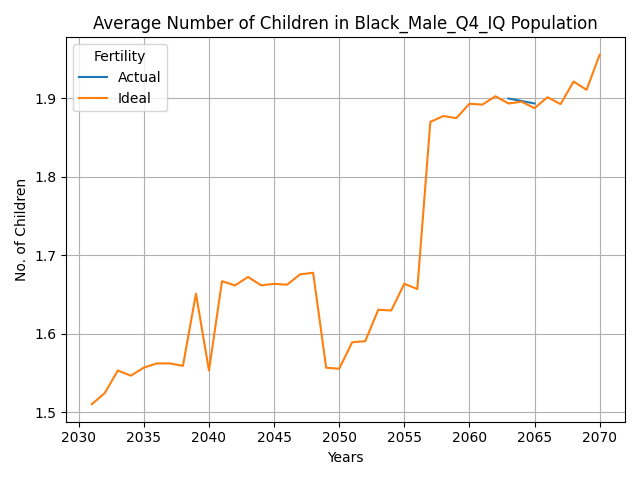 Average Number of Children in Black_Male_Q4_IQ Population
Fertility
Actual
Ideal
No. of Children
1.9
1.8
1.7
1.6
1.5
2030 2035 2040 2045 2050 2055 2060 2065 2070
Years